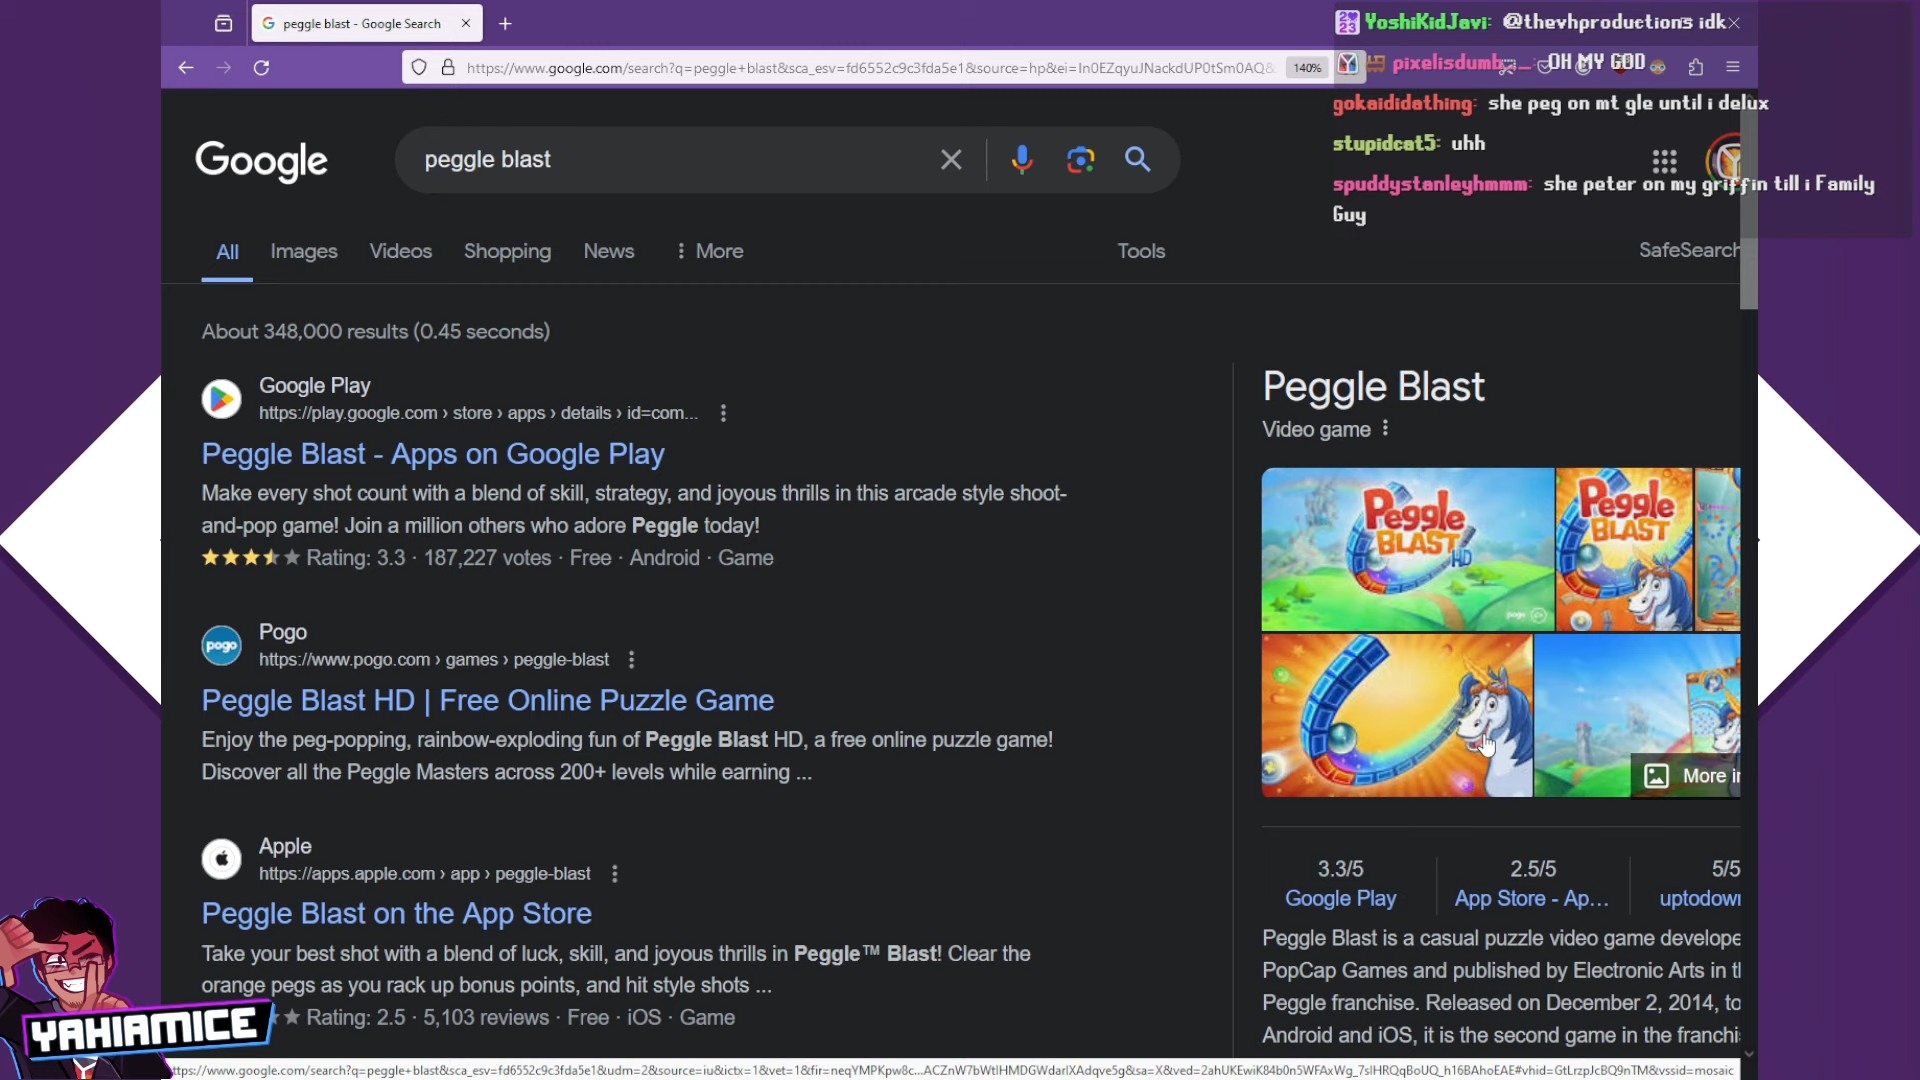 peggle blast - Google Search
https://www.google.com/search?q=peggle+blast&sca_esv=fd6552c9c3fda5e1&source=hp&ei=In0EZqyuJNackdUP0tSm0AQ&
140%
YoshiKidJavi: @thevhproductions idk
pixelisdumb__: OH MY GOD
gokaididathing: she peg on mt gle until i delux
stupidcat5: uhh
spuddystanleyhmmm: she peter on my griffin till i Family
Guy
Google
peggle blast
All Images Videos Shopping News More Tools SafeSearch
About 348,000 results (0.45 seconds)
Google Play
https://play.google.com › store › apps › details › id=com...
Peggle Blast - Apps on Google Play
Make every shot count with a blend of skill, strategy, and joyous thrills in this arcade style shoot-
and-pop game! Join a million others who adore Peggle today!
Rating: 3.3 · 187,227 votes · Free · Android · Game
pogo
Pogo
https://www.pogo.com › games › peggle-blast
Peggle Blast HD | Free Online Puzzle Game
Enjoy the peg-popping, rainbow-exploding fun of Peggle Blast HD, a free online puzzle game!
Discover all the Peggle Masters across 200+ levels while earning ...
Apple
https://apps.apple.com › app › peggle-blast
Peggle Blast on the App Store
Take your best shot with a blend of luck, skill, and joyous thrills in Peggle™ Blast! Clear the
orange pegs as you rack up bonus points, and hit style shots ...
Rating: 2.5 · 5,103 reviews · Free · iOS · Game
Peggle Blast
Video game
Peggle
BLAST HD
pogo
Peggle
BLAST
More i
3.3/5
Google Play
2.5/5
App Store - Ap...
5/5
uptodow
Peggle Blast is a casual puzzle video game develope
PopCap Games and published by Electronic Arts in t
Peggle franchise. Released on December 2, 2014, to
Android and iOS, it is the second game in the franchi
YAHIAMICE